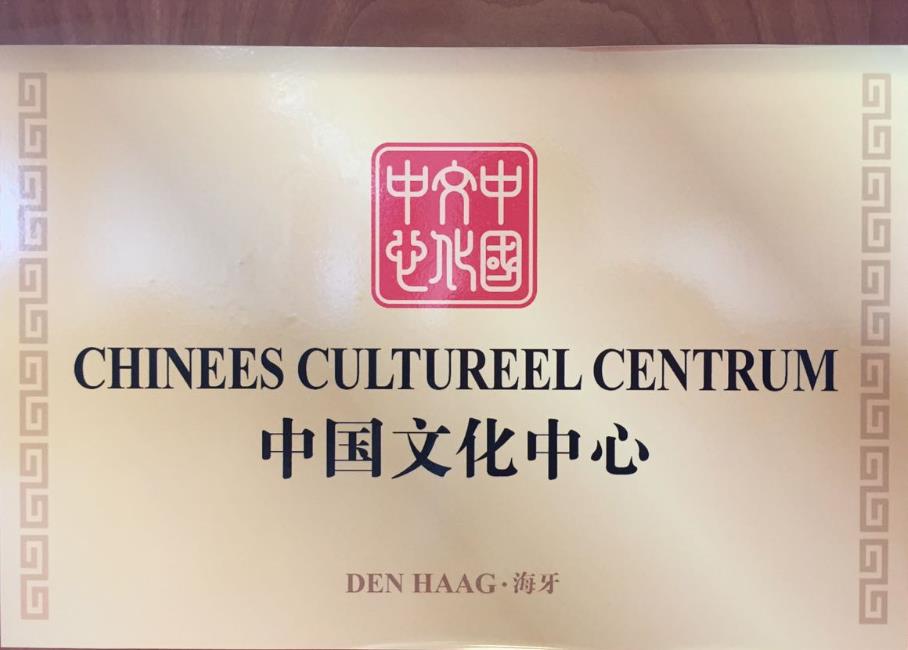 中國
文化
中心
CHINEES CULTUREEL CENTRUM
中国文化中心
DEN HAAG·海牙